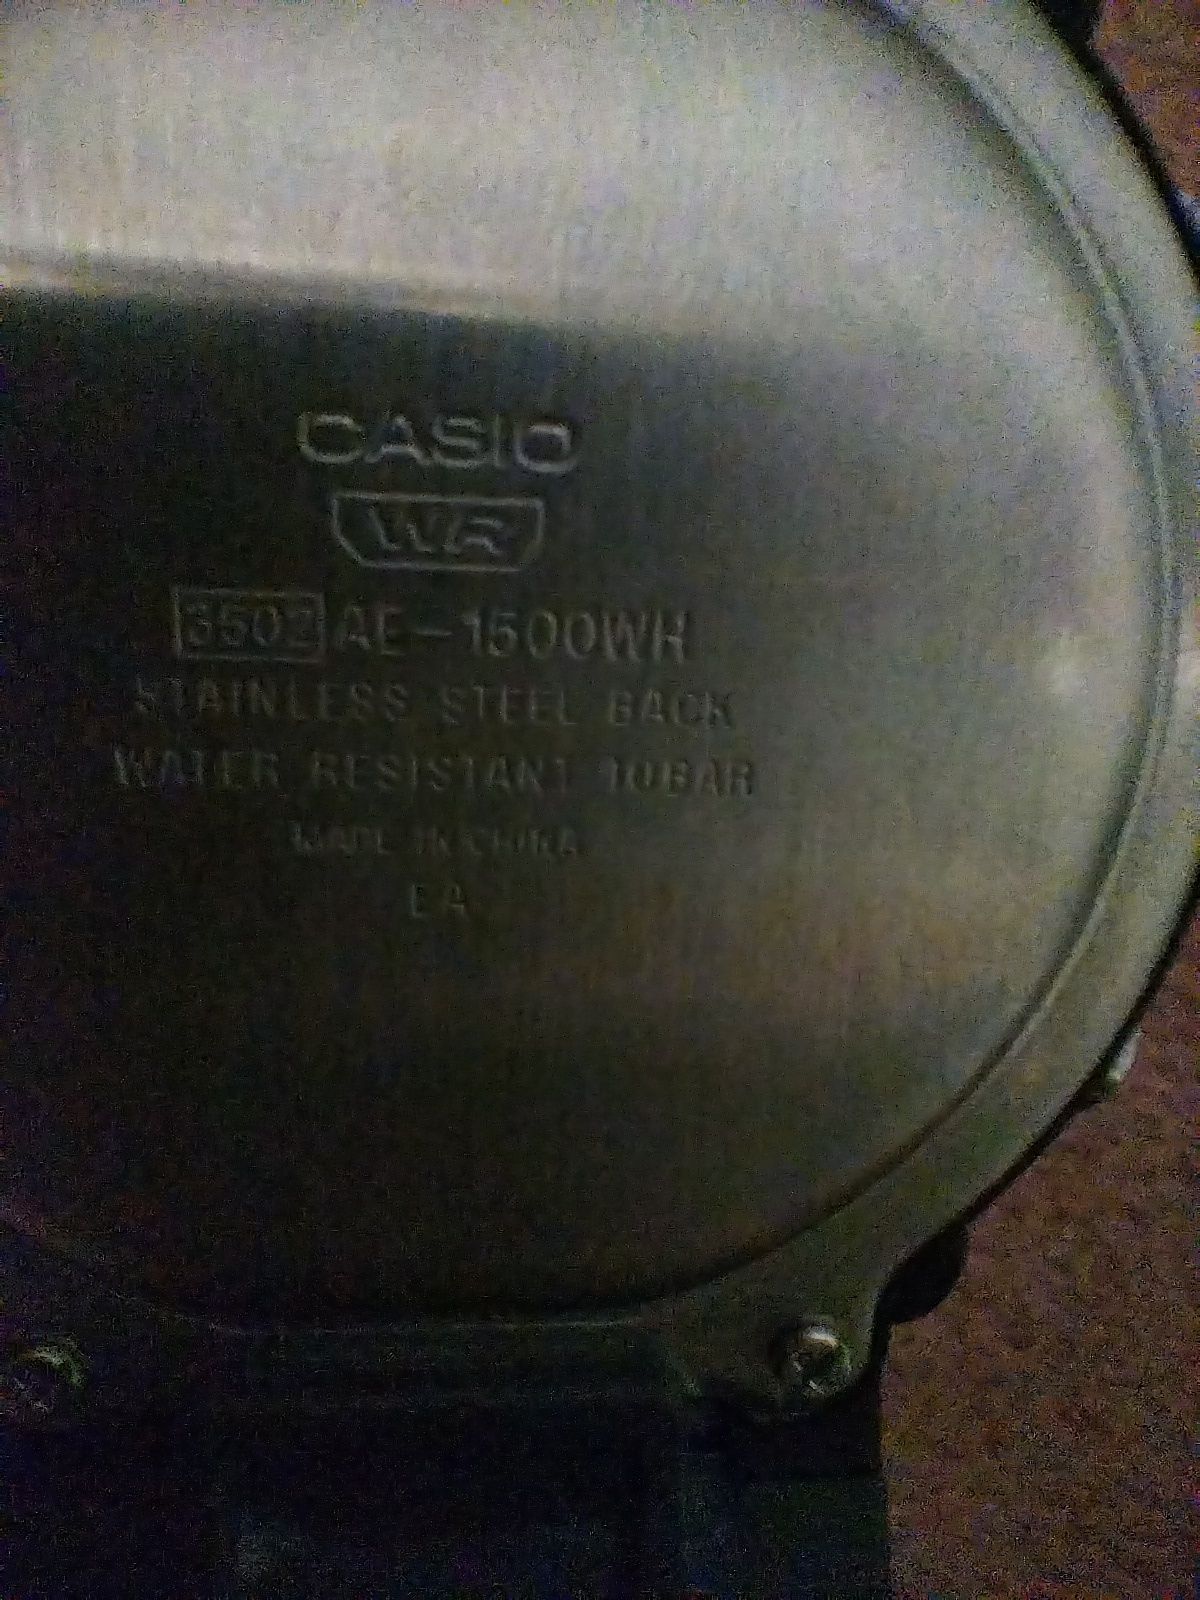 CASIO
WR
3502 AE-1500WH
STAINLESS STEEL BACK
WATER RESISTANT 10BAR
MADE IN CHINA
EA